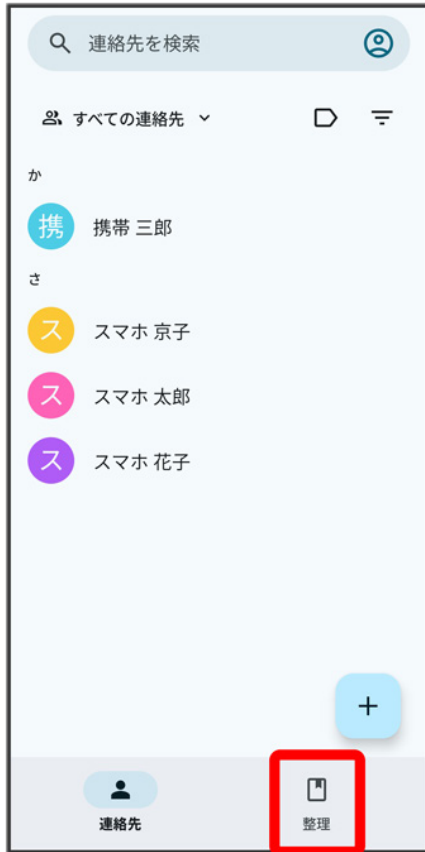 連絡先を検索
すべての連絡先
か
携 携帯 三郎
さ
ス スマホ 京子
ス スマホ 太郎
ス スマホ 花子
連絡先 整理